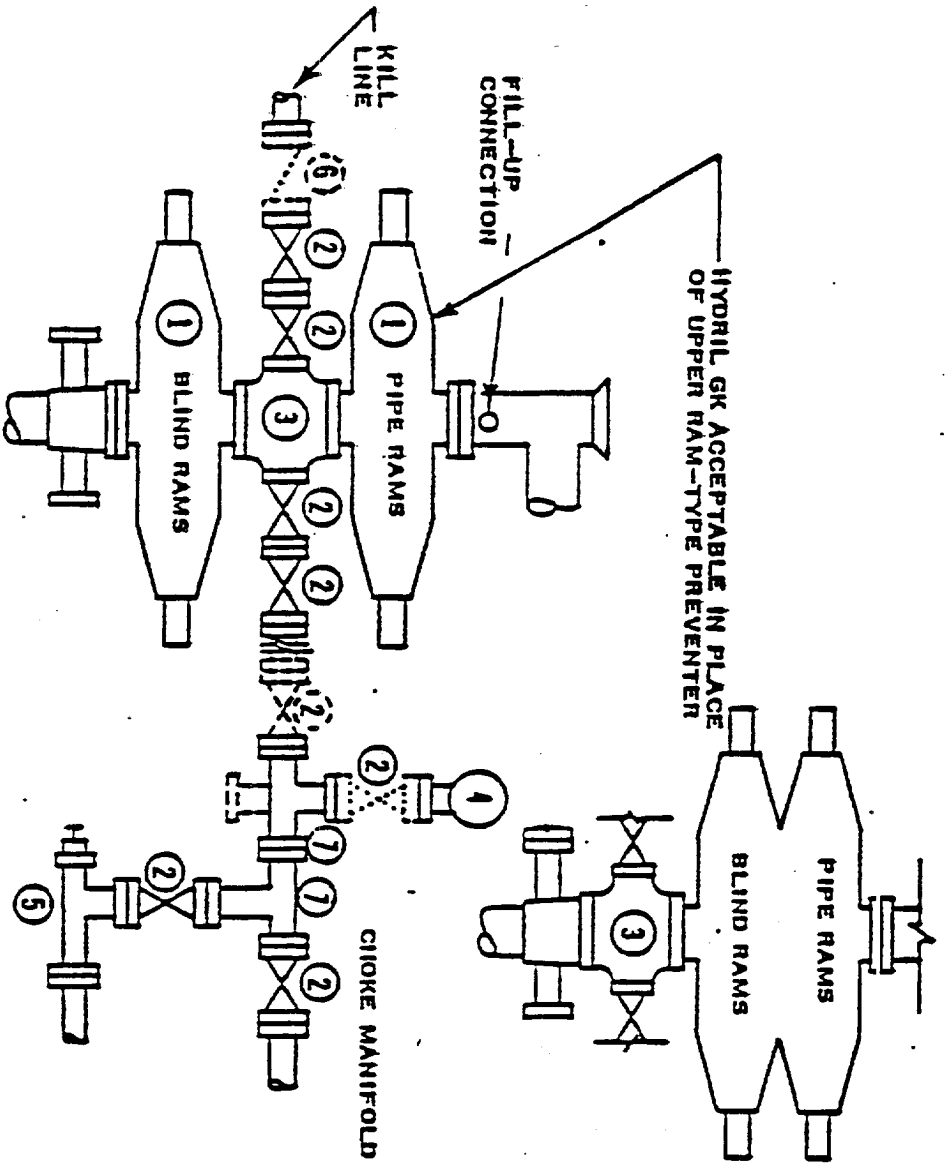 HYDRIL GK ACCEPTABLE IN PLACE
OF UPPER RAM-TYPE PREVENTER
FILL-UP
CONNECTION
KILL
LINE
6
2
2
1
PIPE RAMS
3
1
BLIND RAMS
2
2
2
4
2
7
7
2
2
5
CHOKE MANIFOLD
PIPE RAMS
BLIND RAMS
3